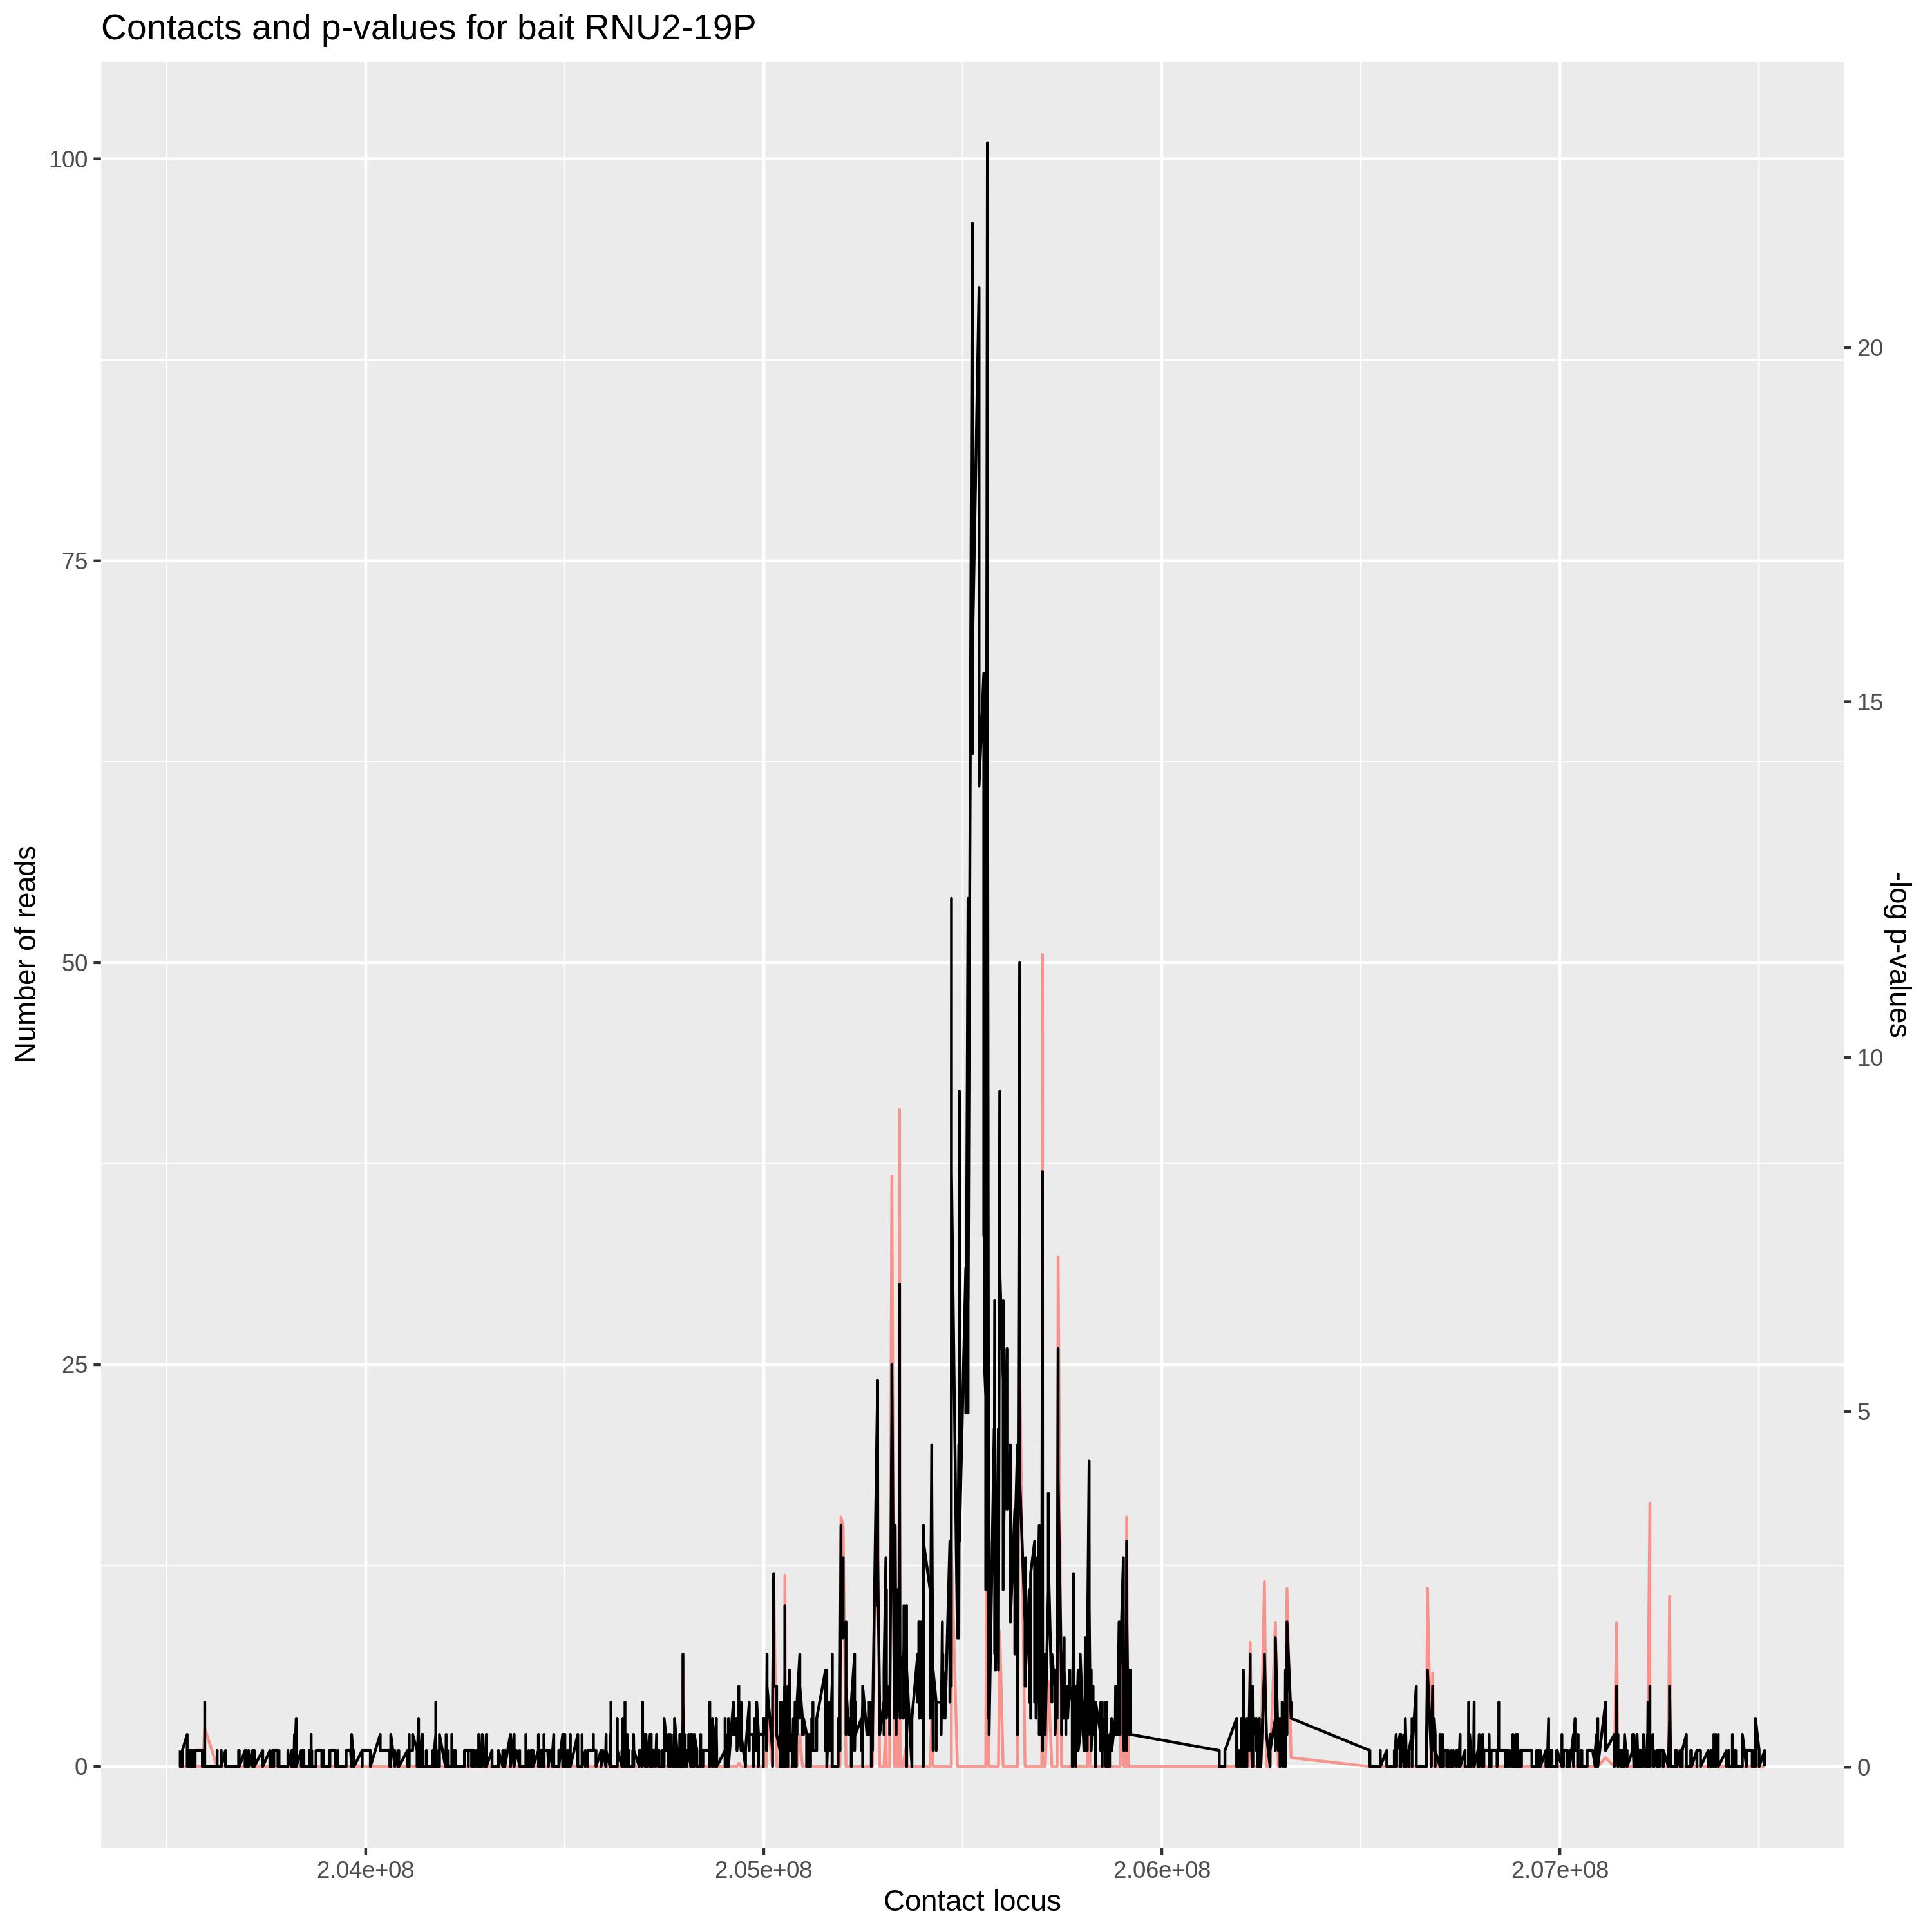 Contacts and p-values for bait RNU2-19P
100
75
50
25
0
Number of reads
20
15
10
5
0
-log p-values
2.04e+08
2.05e+08
2.06e+08
2.07e+08
Contact locus